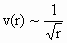 v(r) ~ 1/√r